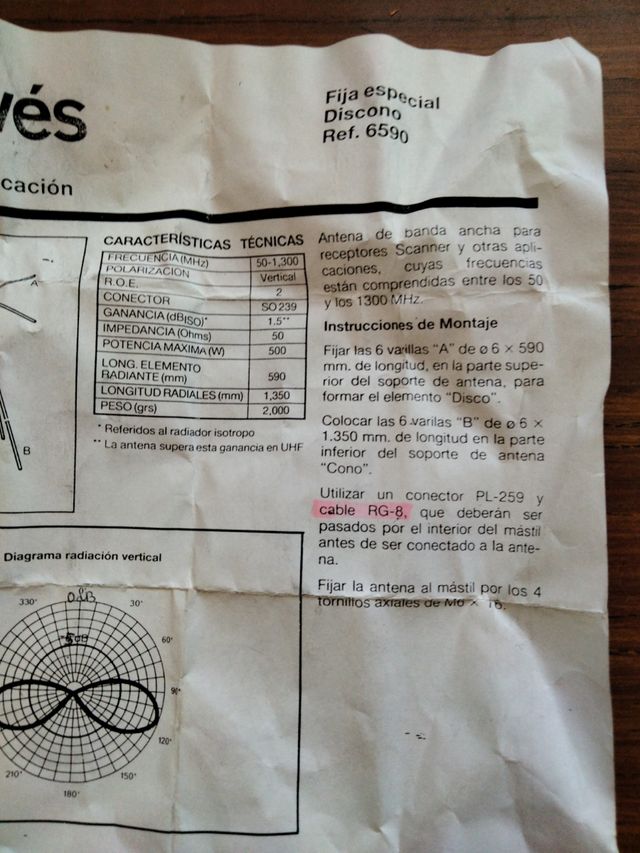 vés
cación
Fija especial
Discono
Ref. 6590
A
B
CARACTERÍSTICAS TÉCNICAS
FRECUENCIA (MHz) 50-1,300
POLARIZACION Vertical
R.O.E. 2
CONECTOR SO 239
GANANCIA (dBISO)* 1.5**
IMPEDANCIA (Ohms) 50
POTENCIA MAXIMA (W) 500
LONG. ELEMENTO
RADIANTE (mm) 590
LONGITUD RADIALES (mm) 1,350
PESO (grs) 2,000
* Referidos al radiador isotropo
** La antena supera esta ganancia en UHF
Antena de banda ancha para
receptores Scanner y otras apli-
caciones, cuyas frecuencias
están comprendidas entre los 50
y los 1300 MHz.
Instrucciones de Montaje
Fijar las 6 varillas "A" de ø 6 × 590
mm. de longitud, en la parte supe-
rior del soporte de antena, para
formar el elemento "Disco".
Colocar las 6 varilas "B" de ø 6 ×
1.350 mm. de longitud en la parte
inferior del soporte de antena
"Cono".
Utilizar un conector PL-259 y
cable RG-8, que deberán ser
pasados por el interior del mástil
antes de ser conectado a la ante-
na.
Fijar la antena al mástil por los 4
tornillos axiales de M6 × 16.
Diagrama radiación vertical
330° 0 dB 30°
-5 dB 60°
90°
120°
210° 150°
180°